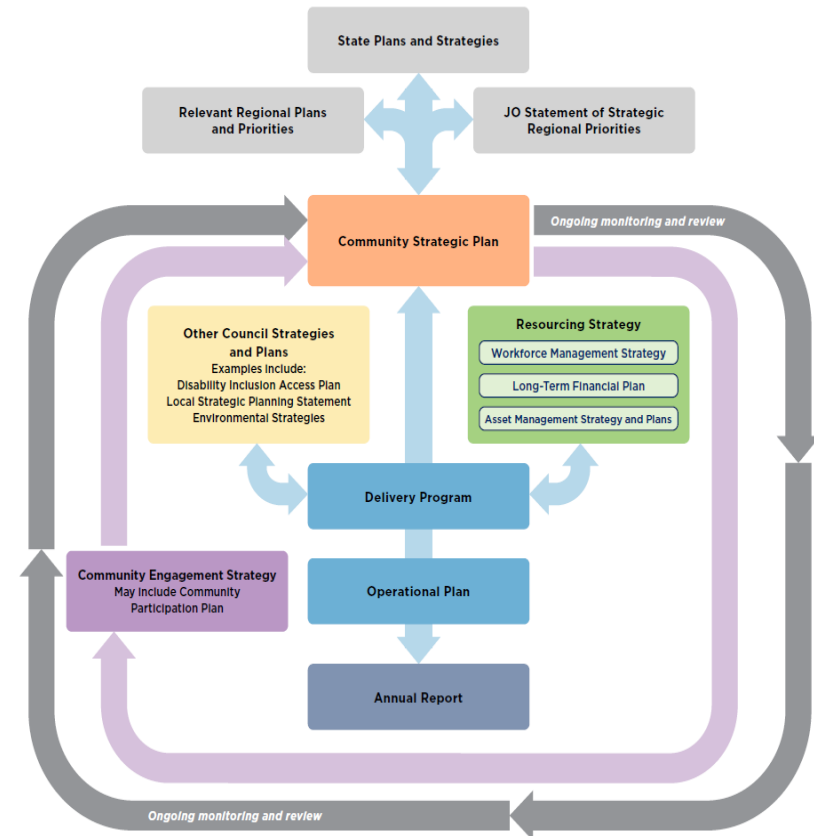 State Plans and Strategies
Relevant Regional Plans
and Priorities
JO Statement of Strategic
Regional Priorities
Community Strategic Plan
Ongoing monitoring and review
Other Council Strategies
and Plans
Examples include:
Disability Inclusion Access Plan
Local Strategic Planning Statement
Environmental Strategies
Resourcing Strategy
Workforce Management Strategy
Long-Term Financial Plan
Asset Management Strategy and Plans
Delivery Program
Community Engagement Strategy
May Include Community
Participation Plan
Operational Plan
Annual Report
Ongoing monitoring and review